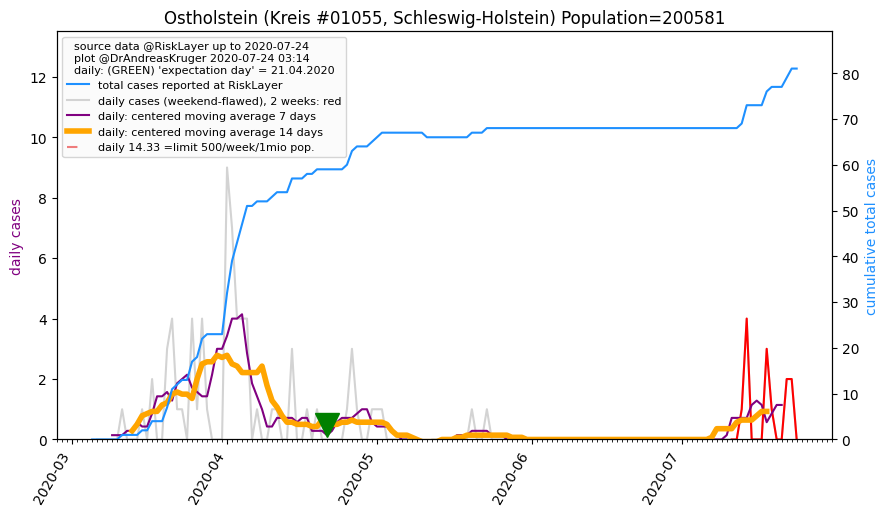 Ostholstein (Kreis #01055, Schleswig-Holstein) Population=200581
source data @RiskLayer up to 2020-07-24
plot @DrAndreasKruger 2020-07-24 03:14
daily: (GREEN) 'expectation day' = 21.04.2020
total cases reported at RiskLayer
daily cases (weekend-flawed), 2 weeks: red
daily: centered moving average 7 days
daily: centered moving average 14 days
daily 14.33 =limit 500/week/1mio pop.
daily cases
12
10
8
6
4
2
0
cumulative total cases
80
70
60
50
40
30
20
10
0
2020-03
2020-04
2020-05
2020-06
2020-07